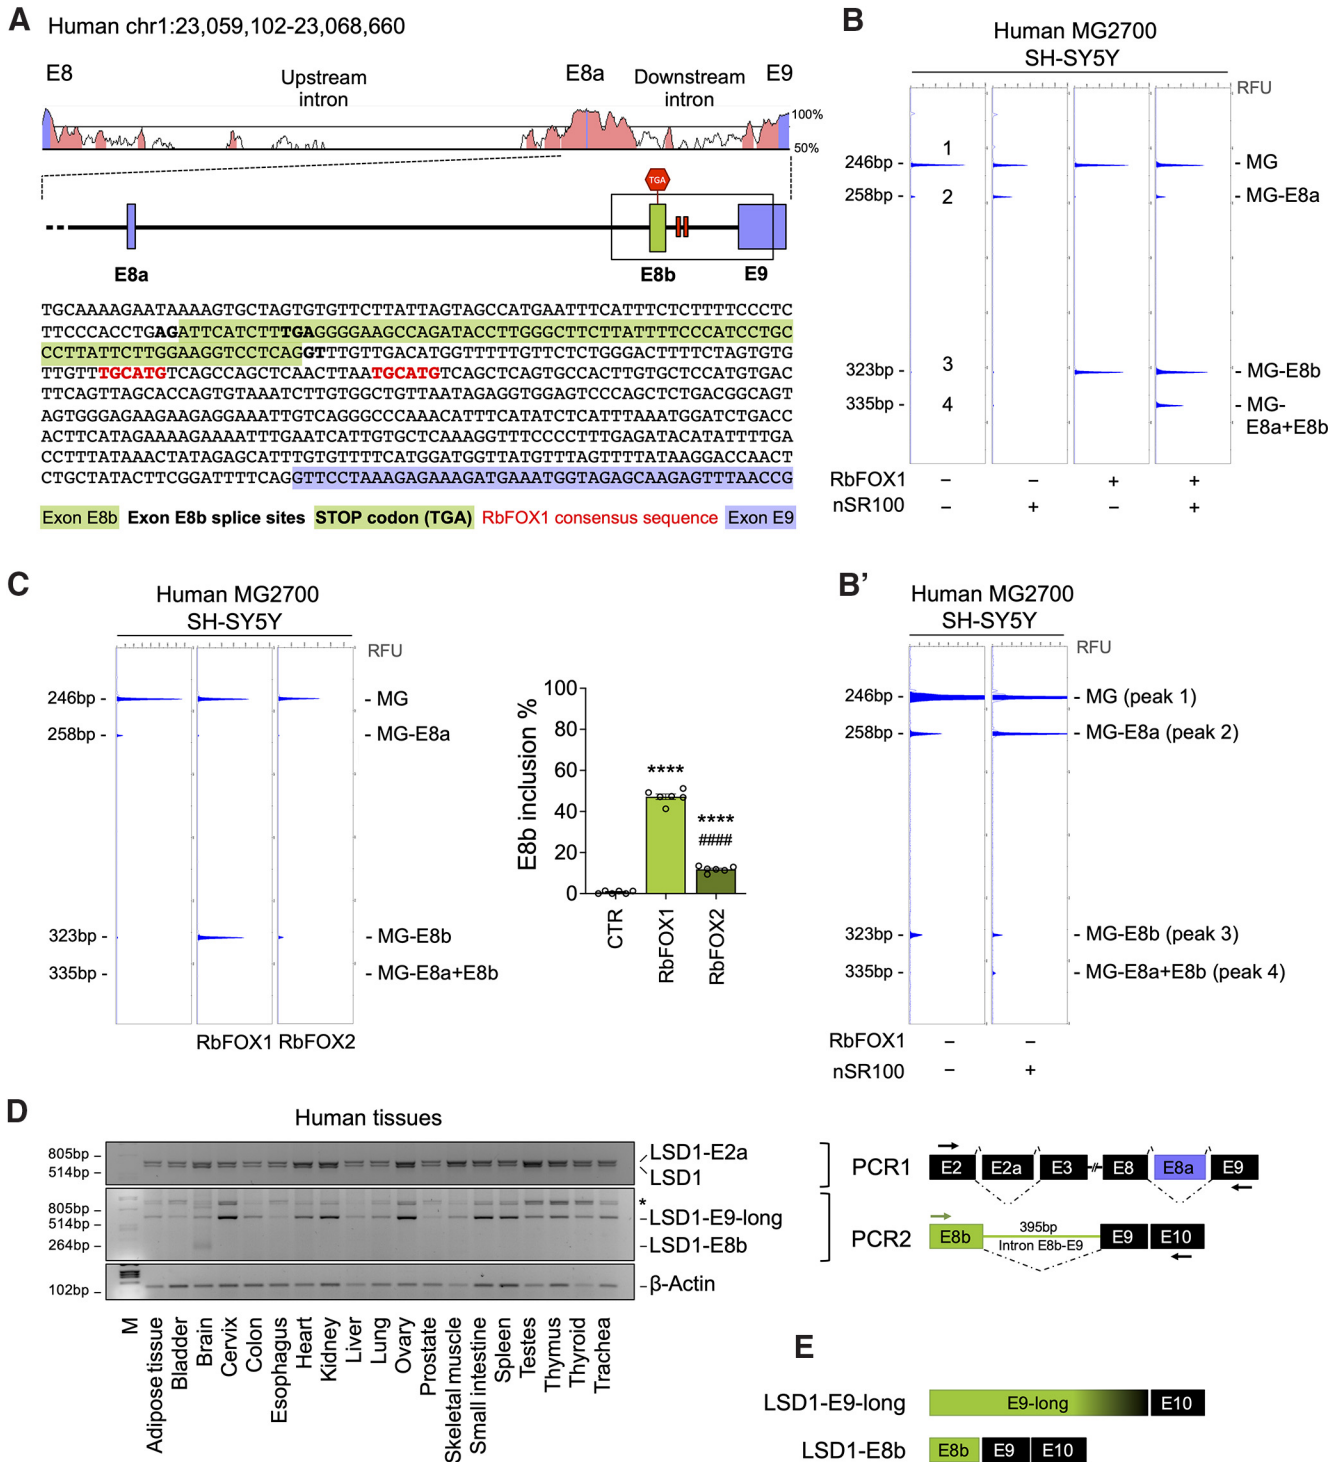 A
Human chr1:23,059,102-23,068,660
E8
Upstream
intron
E8a
Downstream
intron
E9
100%
50%
TGA
E8a
E8b
E9
TGCAAAAGAATAAAAGTGCTAGTGTGTTCTTATTAGTAGCCATGAATTTCATTTCTCTTTTTCCCTC
TTCCCACCTGAGATTCATCTTTGAGGGGAAGCCAGATACCTTGGGCTTCTTATTTTCCCATCCTGC
CCTTATTCTTGGAAGGTCCTCAGGTTTGTTGACATGGTTTTTGTTCTCTGGGACTTTTCTAGTGTG
TTGTTTGCATGTCAGCCAGCTCAACTTAATGCATGTCAGCTCAGTGCCACTTGTGCTCCATGTGAC
TTCAGTTAGCACCAGTGTAAATCTTGTGGCTGTTAATAGAGGTGGAGTCCCAGCTCTGACGGCAGT
AGTGGGAGAAGAAGAGGAAATTGTCAGGGCCCAAACATTTCATATCTCATTTAAATGGATCTGACC
ACTTCATAGAAAAGAAAATTTGAATCATTGTGCTCAAAGGTTTCCCCTTTGAGATACATATTTTGA
CCTTTATAAACTATAGAGCATTTGTGTTTTCATGGATGGTTATGTTTAGTTTTATAAGGACCAACT
CTGCTATACTTCGGATTTTCAGGTTCCTAAAGAGAAAGATGAAATGGTAGAGCAAGAGTTTAACCG
Exon E8b Exon E8b splice sites STOP codon (TGA) RbFOX1 consensus sequence Exon E9
B
Human MG2700
SH-SY5Y
RFU
246bp -
1
- MG
258bp -
2
- MG-E8a
323bp -
3
- MG-E8b
335bp -
4
- MG-
E8a+E8b
RbFOX1 – – + +
nSR100 – + – +
C
Human MG2700
SH-SY5Y
RFU
246bp -
- MG
258bp -
- MG-E8a
323bp -
- MG-E8b
335bp -
- MG-E8a+E8b
RbFOX1 RbFOX2
E8b inclusion %
100
80
60
40
20
0
****
****
####
CTR
RbFOX1
RbFOX2
B’
Human MG2700
SH-SY5Y
RFU
246bp -
- MG (peak 1)
258bp -
- MG-E8a (peak 2)
323bp -
- MG-E8b (peak 3)
335bp -
- MG-E8a+E8b (peak 4)
RbFOX1 – –
nSR100 – +
D
Human tissues
805bp –
514bp –
LSD1-E2a
LSD1
805bp –
514bp –
264bp –
*
LSD1-E9-long
LSD1-E8b
102bp –
β-Actin
M
Adipose tissue
Bladder
Brain
Cervix
Colon
Esophagus
Heart
Kidney
Liver
Lung
Ovary
Prostate
Skeletal muscle
Small intestine
Spleen
Testes
Thymus
Thyroid
Trachea
PCR1
E2 E2a E3 // E8 E8a E9
PCR2
E8b
395bp
Intron E8b-E9
E9 E10
E
LSD1-E9-long
E9-long E10
LSD1-E8b
E8b E9 E10